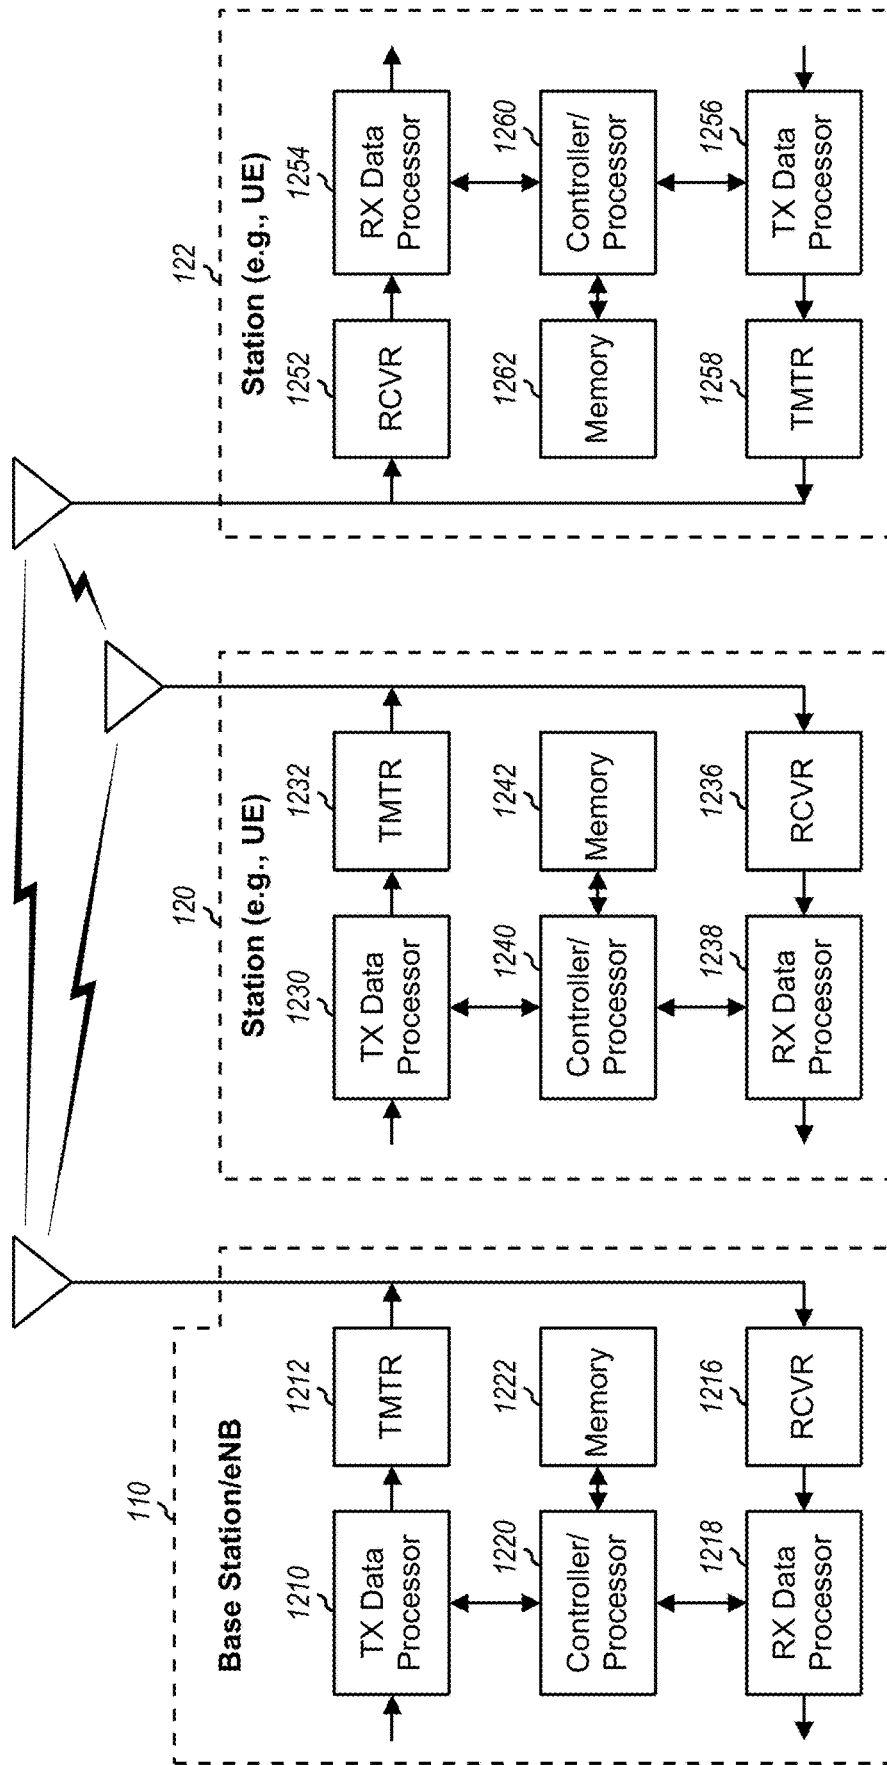 110
Base Station/eNB
1210
TX Data
Processor
1212
TMTR
1220
Controller/
Processor
1222
Memory
1218
RX Data
Processor
1216
RCVR
120
Station (e.g., UE)
1230
TX Data
Processor
1232
TMTR
1240
Controller/
Processor
1242
Memory
1238
RX Data
Processor
1236
RCVR
122
Station (e.g., UE)
1252
RCVR
1254
RX Data
Processor
1262
Memory
1260
Controller/
Processor
1258
TMTR
1256
TX Data
Processor